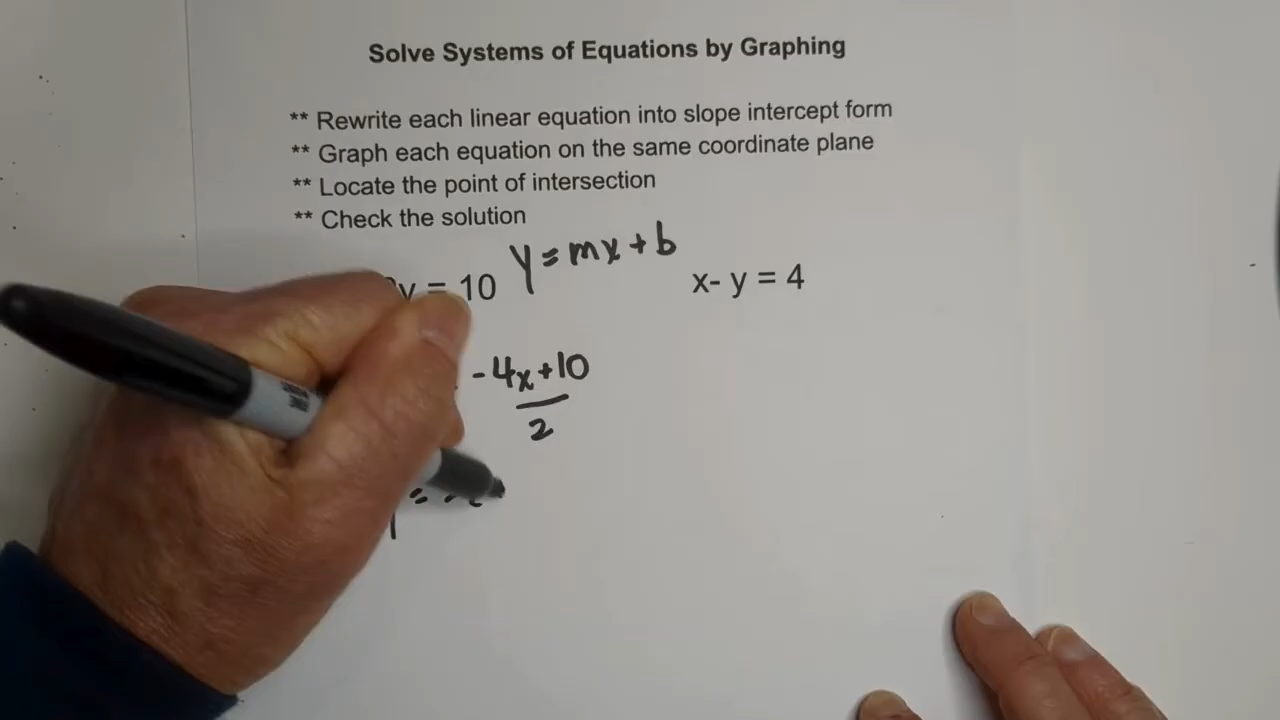 Solve Systems of Equations by Graphing
** Rewrite each linear equation into slope intercept form
** Graph each equation on the same coordinate plane
** Locate the point of intersection
** Check the solution
y = mx + b
y = 10
x- y = 4
-4x+10
2
y = -2